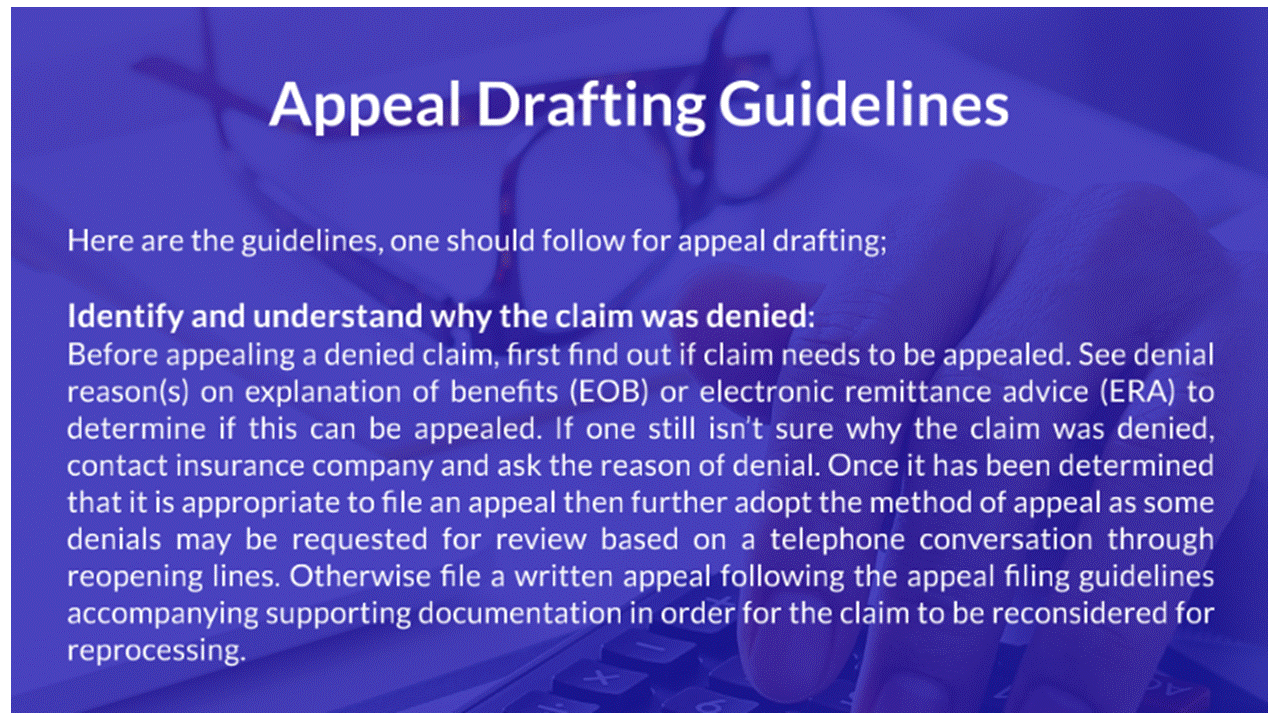 Appeal Drafting Guidelines
Here are the guidelines, one should follow for appeal drafting;
Identify and understand why the claim was denied:
Before appealing a denied claim, first find out if claim needs to be appealed. See denial
reason(s) on explanation of benefits (EOB) or electronic remittance advice (ERA) to
determine if this can be appealed. If one still isn't sure why the claim was denied,
contact insurance company and ask the reason of denial. Once it has been determined
that it is appropriate to file an appeal then further adopt the method of appeal as some
denials may be requested for review based on a telephone conversation through
reopening lines. Otherwise file a written appeal following the appeal filing guidelines
accompanying supporting documentation in order for the claim to be reconsidered for
reprocessing.